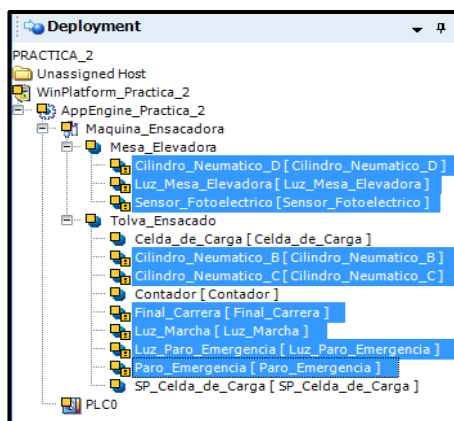 Deployment
PRACTICA_2
Unassigned Host
WinPlatform_Practica_2
AppEngine_Practica_2
Maquina_Ensacadora
Mesa_Elevadora
Cilindro_Neumatico_D [ Cilindro_Neumatico_D ]
Luz_Mesa_Elevadora [ Luz_Mesa_Elevadora ]
Sensor_Fotoelectrico [Sensor_Fotoelectrico ]
Tolva_Ensacado
Celda_de_Carga [ Celda_de_Carga ]
Cilindro_Neumatico_B [ Cilindro_Neumatico_B ]
Cilindro_Neumatico_C [ Cilindro_Neumatico_C ]
Contador [ Contador ]
Final_Carrera [ Final_Carrera ]
Luz_Marcha [ Luz_Marcha ]
Luz_Paro_Emergencia [ Luz_Paro_Emergencia ]
Paro_Emergencia [ Paro_Emergencia ]
SP_Celda_de_Carga [ SP_Celda_de_Carga ]
PLC0